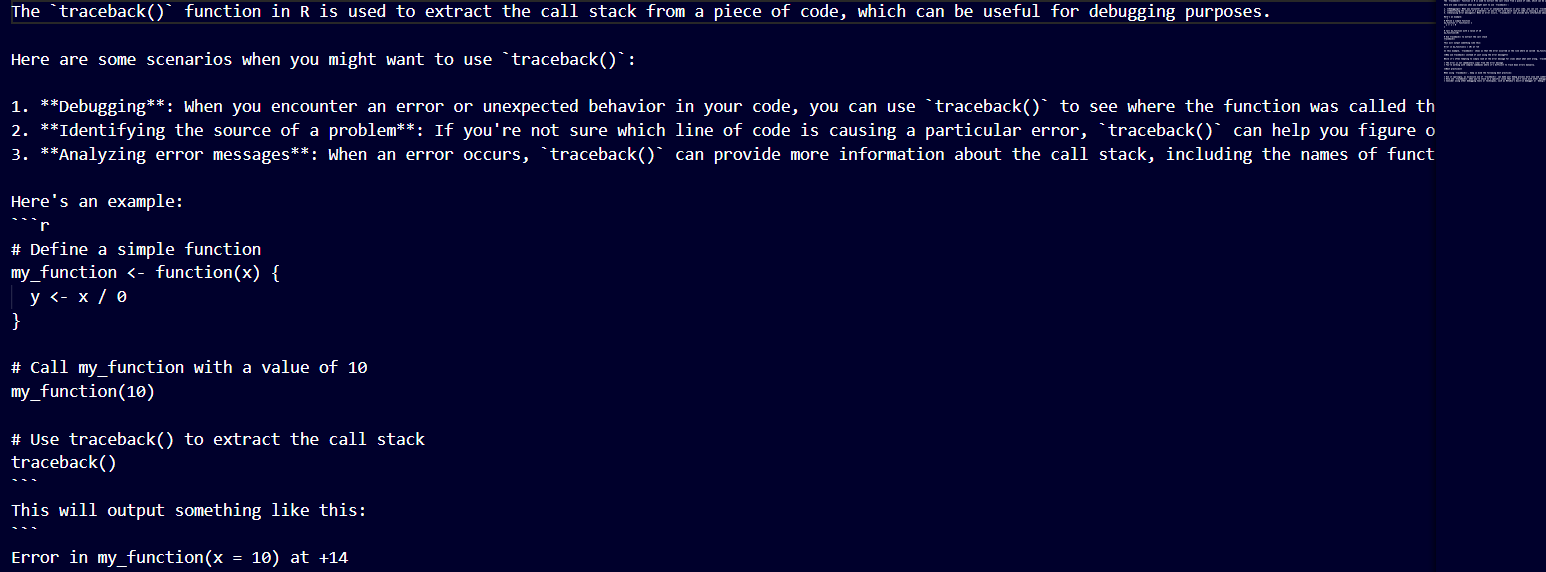 The `traceback()` function in R is used to extract the call stack from a piece of code, which can be useful for debugging purposes.
Here are some scenarios when you might want to use `traceback()`:
1. **Debugging**: When you encounter an error or unexpected behavior in your code, you can use `traceback()` to see where the function was called th
2. **Identifying the source of a problem**: If you're not sure which line of code is causing a particular error, `traceback()` can help you figure o
3. **Analyzing error messages**: When an error occurs, `traceback()` can provide more information about the call stack, including the names of funct
Here's an example:
```r
# Define a simple function
my_function <- function(x) {
  y <- x / 0
}
# Call my_function with a value of 10
my_function(10)
# Use traceback() to extract the call stack
traceback()
```
This will output something like this:
```
Error in my_function(x = 10) at +14